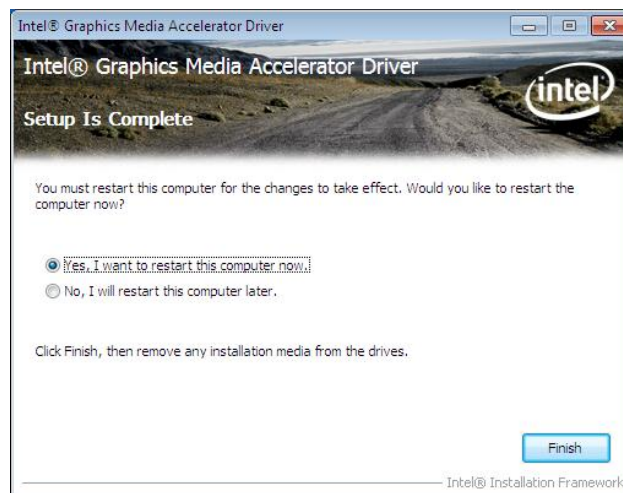 Intel® Graphics Media Accelerator Driver
Intel® Graphics Media Accelerator Driver
intel
Setup Is Complete
You must restart this computer for the changes to take effect. Would you like to restart the
computer now?
Yes, I want to restart this computer now.
No, I will restart this computer later.
Click Finish, then remove any installation media from the drives.
Finish
Intel® Installation Framework